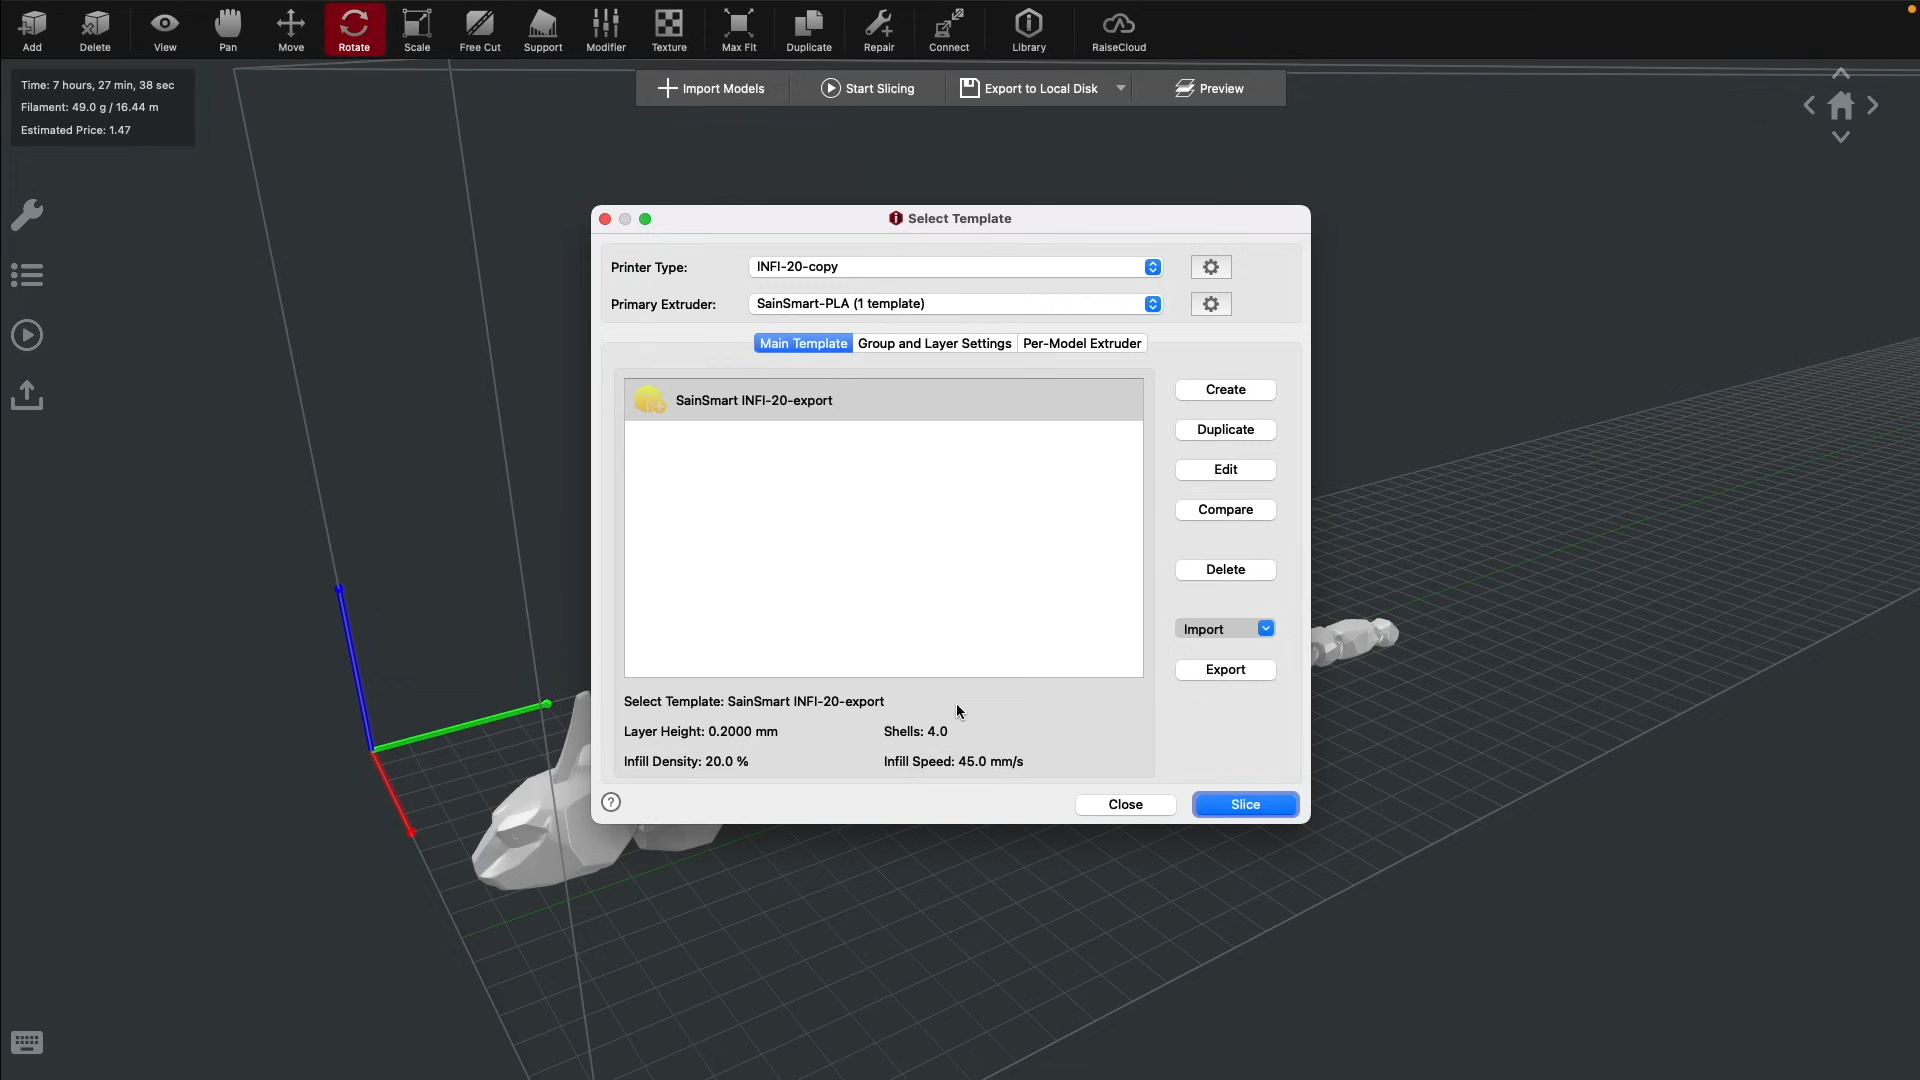 Add
Delete
View
Pan
Move
Rotate
Scale
Free Cut
Support
Modifier
Texture
Max Fit
Duplicate
Repair
Connect
Library
RaiseCloud
Time: 7 hours, 27 min, 38 sec
Filament: 49.0 g / 16.44 m
Estimated Price: 1.47
Import Models
Start Slicing
Export to Local Disk
Preview
Select Template
Printer Type:
INFI-20-copy
Primary Extruder:
SainSmart-PLA (1 template)
Main Template
Group and Layer Settings
Per-Model Extruder
SainSmart INFI-20-export
Create
Duplicate
Edit
Compare
Delete
Import
Export
Select Template: SainSmart INFI-20-export
Layer Height: 0.2000 mm
Shells: 4.0
Infill Density: 20.0 %
Infill Speed: 45.0 mm/s
?
Close
Slice